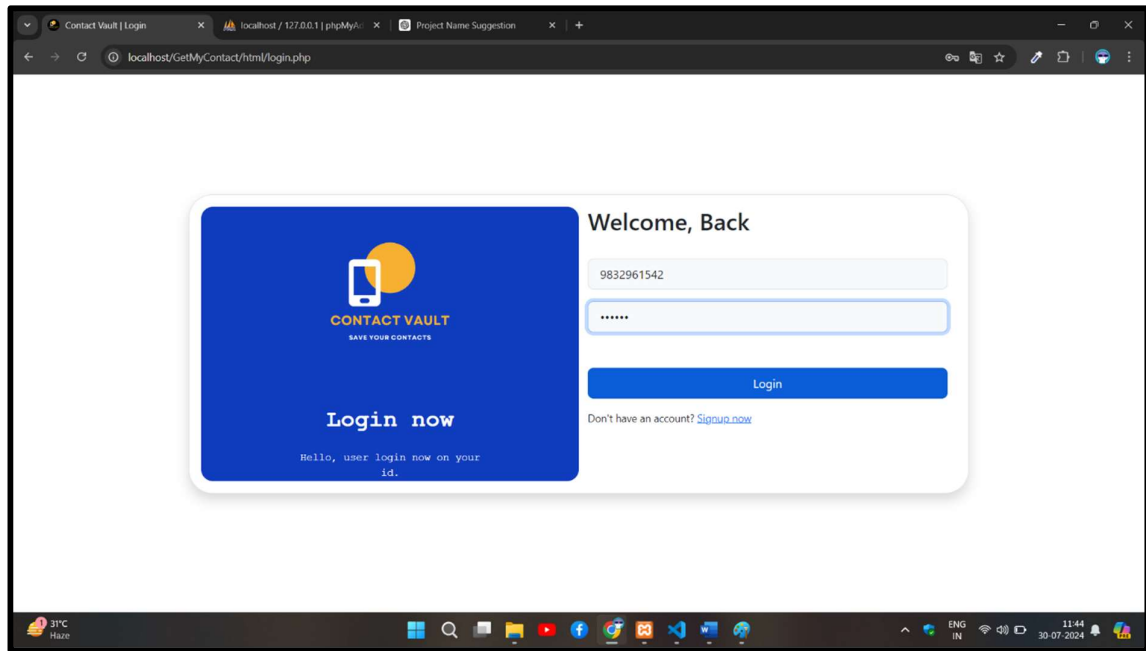 Contact Vault | Login
localhost / 127.0.0.1 | phpMyAd
Project Name Suggestion
localhost/GetMyContact/html/login.php
CONTACT VAULT
SAVE YOUR CONTACTS
Login now
Hello, user login now on your
id.
Welcome, Back
9832961542
••••••
Login
Don't have an account? Signup now
1
31°C
Haze
ENG
IN
11:44
30-07-2024